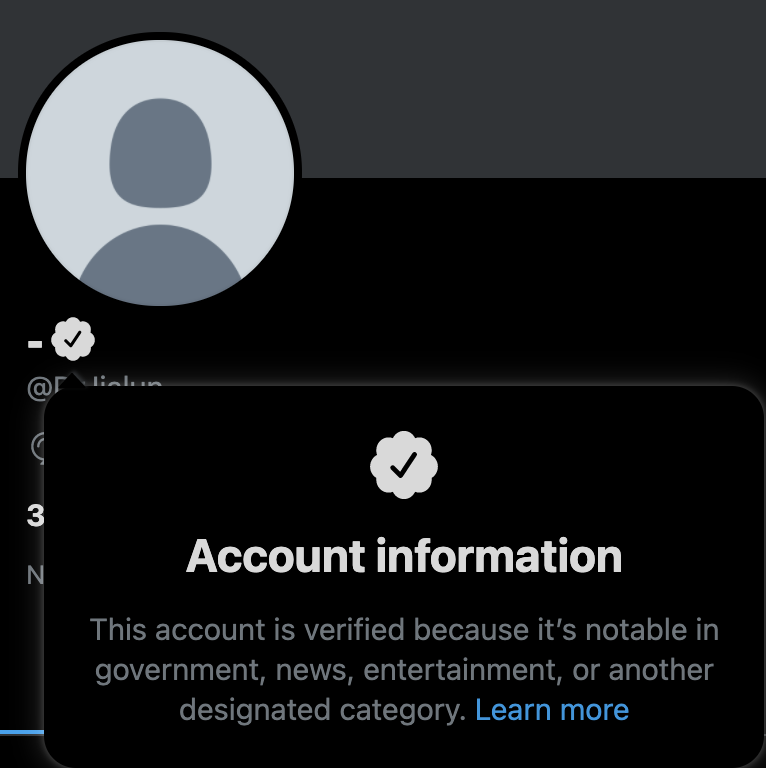 -
3
N
Account information
This account is verified because it’s notable in
government, news, entertainment, or another
designated category. Learn more